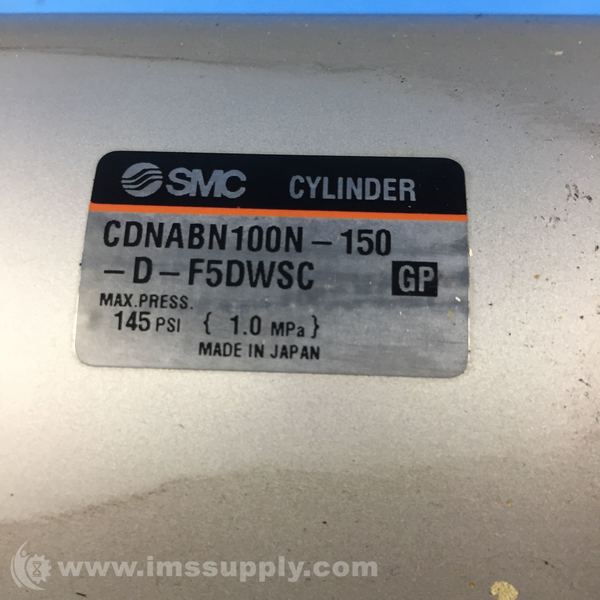 SMC CYLINDER
CDNABN100N-150
-D-F5DWSC GP
MAX.PRESS.
145 PSI { 1.0 MPa }
MADE IN JAPAN
www.imssupply.com